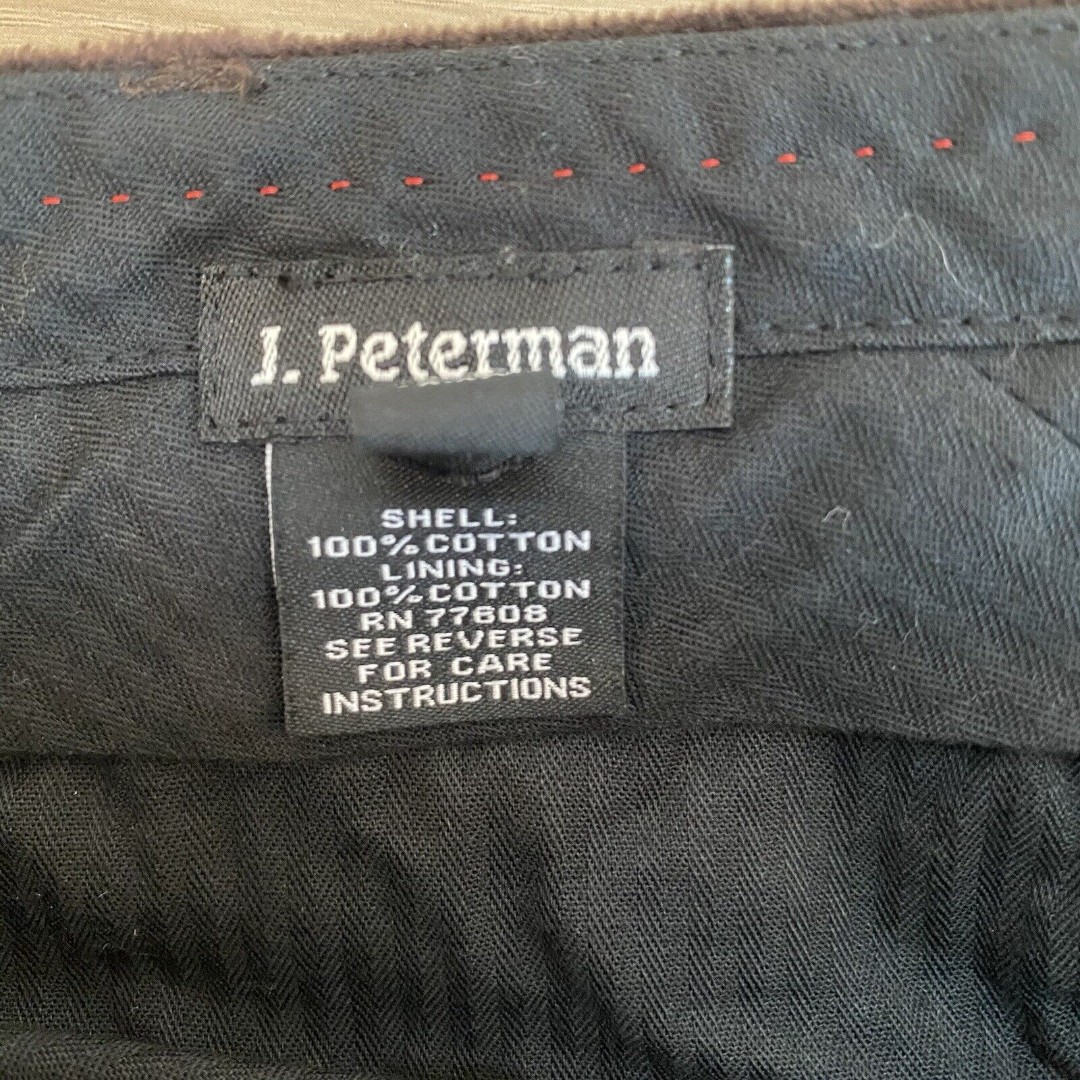 J. Peterman
SHELL:
100% COTTON
LINING:
100% COTTON
RN 77608
SEE REVERSE
FOR CARE
INSTRUCTIONS